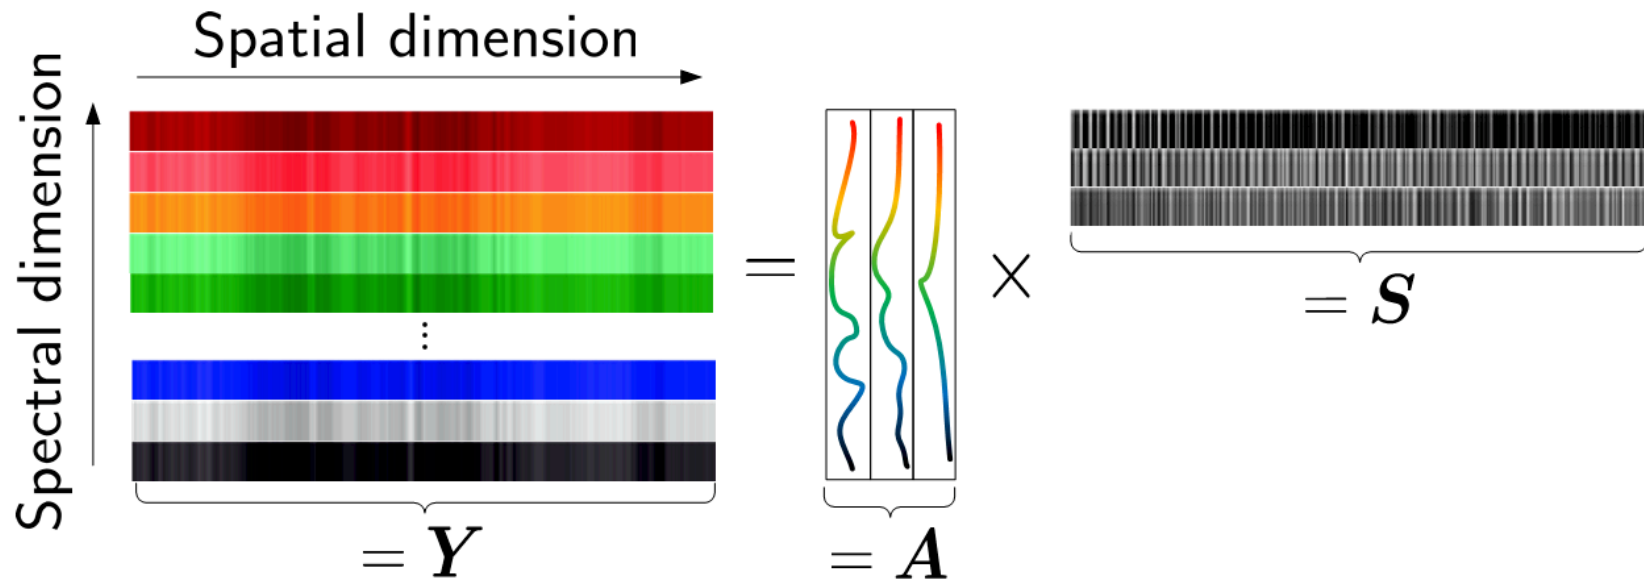 Spatial dimension
Spectral dimension
⋮
=
×
= Y
= A
= S